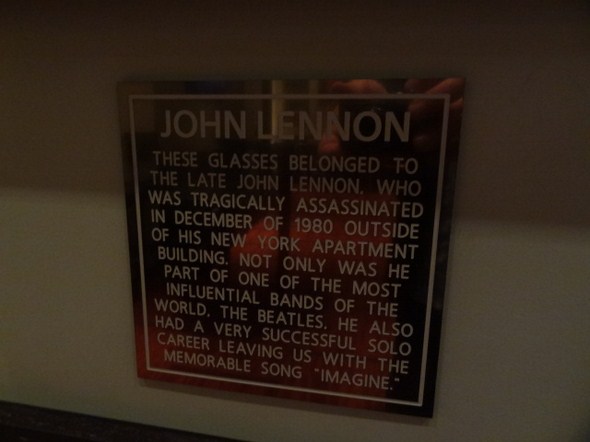 JOHN LENNON
THESE GLASSES BELONGED TO
THE LATE JOHN LENNON, WHO
WAS TRAGICALLY ASSASSINATED
IN DECEMBER OF 1980 OUTSIDE
OF HIS NEW YORK APARTMENT
BUILDING. NOT ONLY WAS HE
PART OF ONE OF THE MOST
INFLUENTIAL BANDS OF THE
WORLD, THE BEATLES, HE ALSO
HAD A VERY SUCCESSFUL SOLO
CAREER LEAVING US WITH THE
MEMORABLE SONG "IMAGINE."